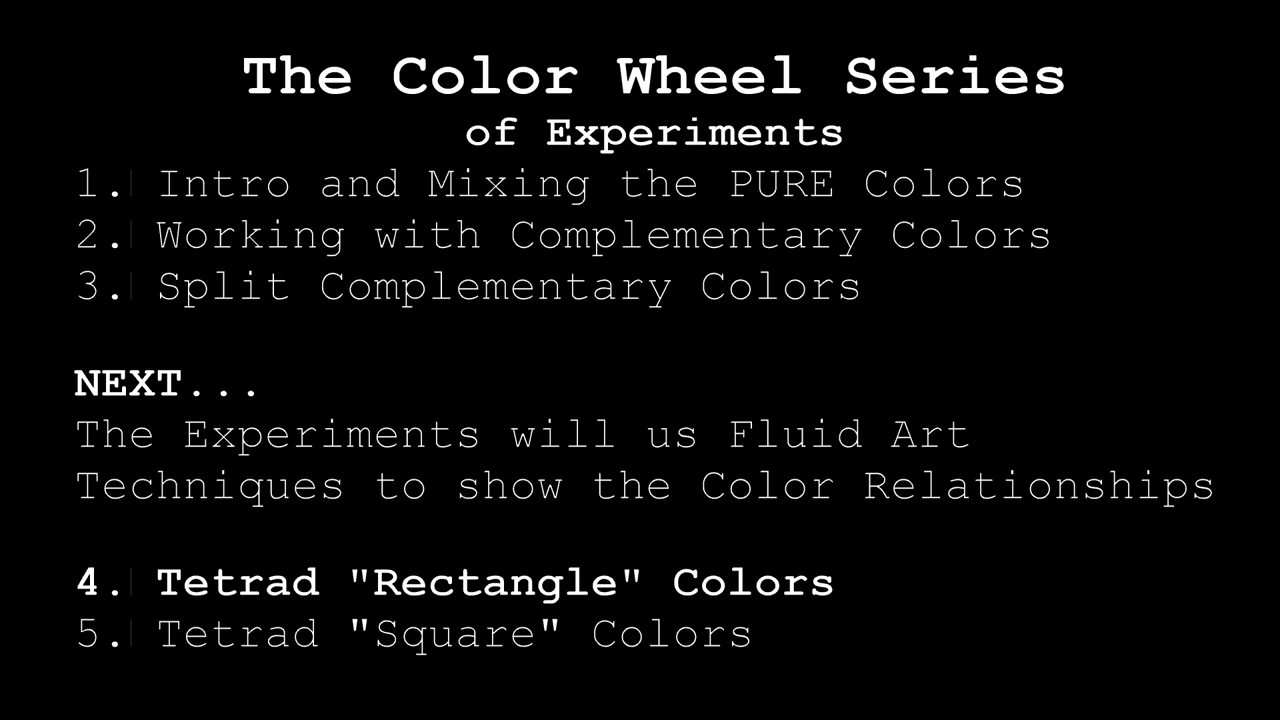 The Color Wheel Series
of Experiments
1. Intro and Mixing the PURE Colors
2. Working with Complementary Colors
3. Split Complementary Colors
NEXT...
The Experiments will us Fluid Art
Techniques to show the Color Relationships
4. Tetrad "Rectangle" Colors
5. Tetrad "Square" Colors